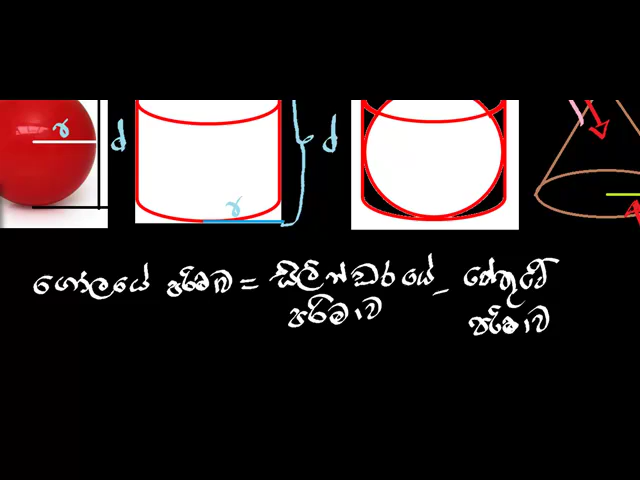 r d r d
ගෝලයේ පරිමාව = සිලින්ඩරයේ – කේතුවේ
පරිමාව පරිමාව